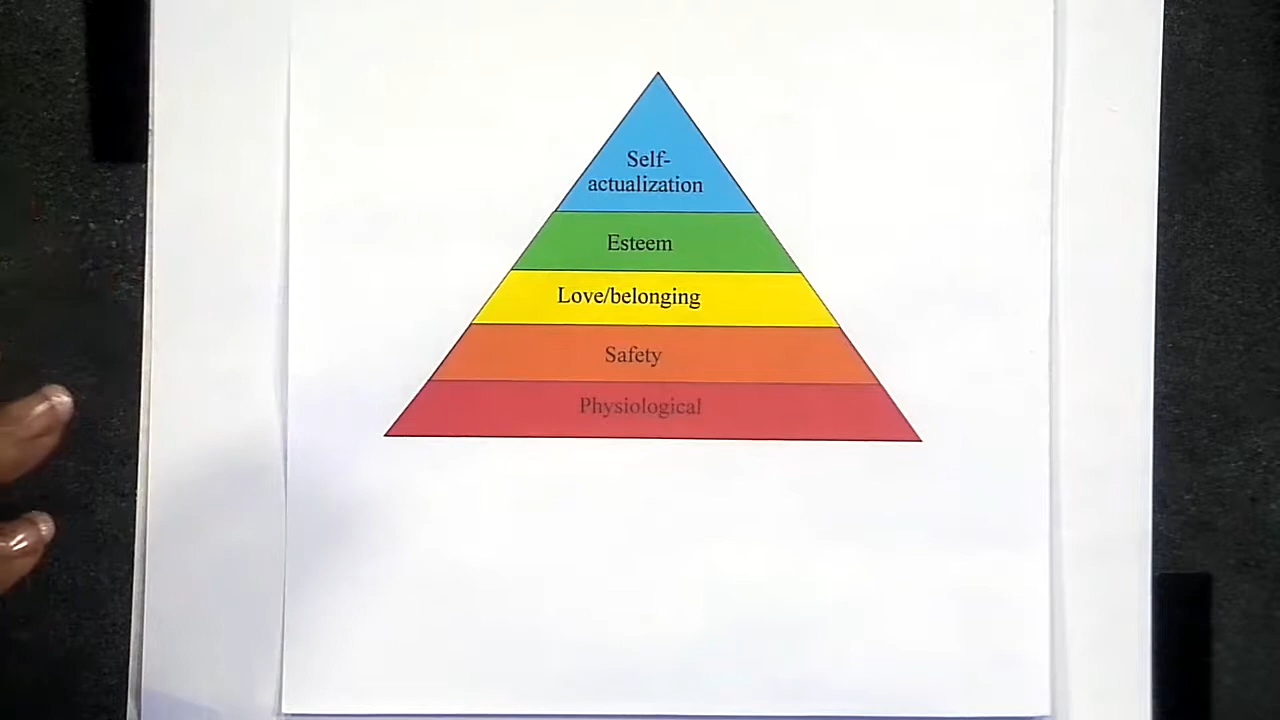 Self-
actualization
Esteem
Love/belonging
Safety
Physiological